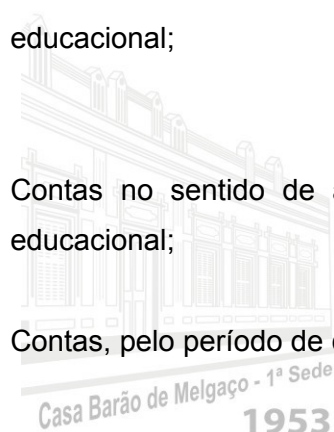 educacional;
Contas no sentido de
educacional;
Contas, pelo período de
Casa Barão de Melgaço - 1ª Sede
1953